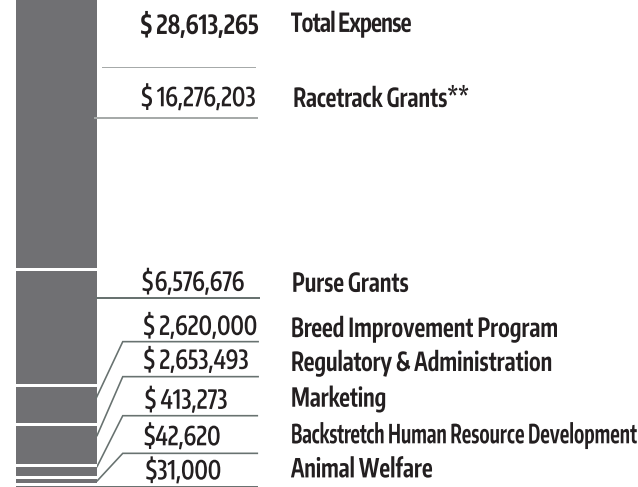 $ 28,613,265 Total Expense
$ 16,276,203 Racetrack Grants**
$6,576,676 Purse Grants
$ 2,620,000 Breed Improvement Program
$ 2,653,493 Regulatory & Administration
$ 413,273 Marketing
$42,620 Backstretch Human Resource Development
$31,000 Animal Welfare